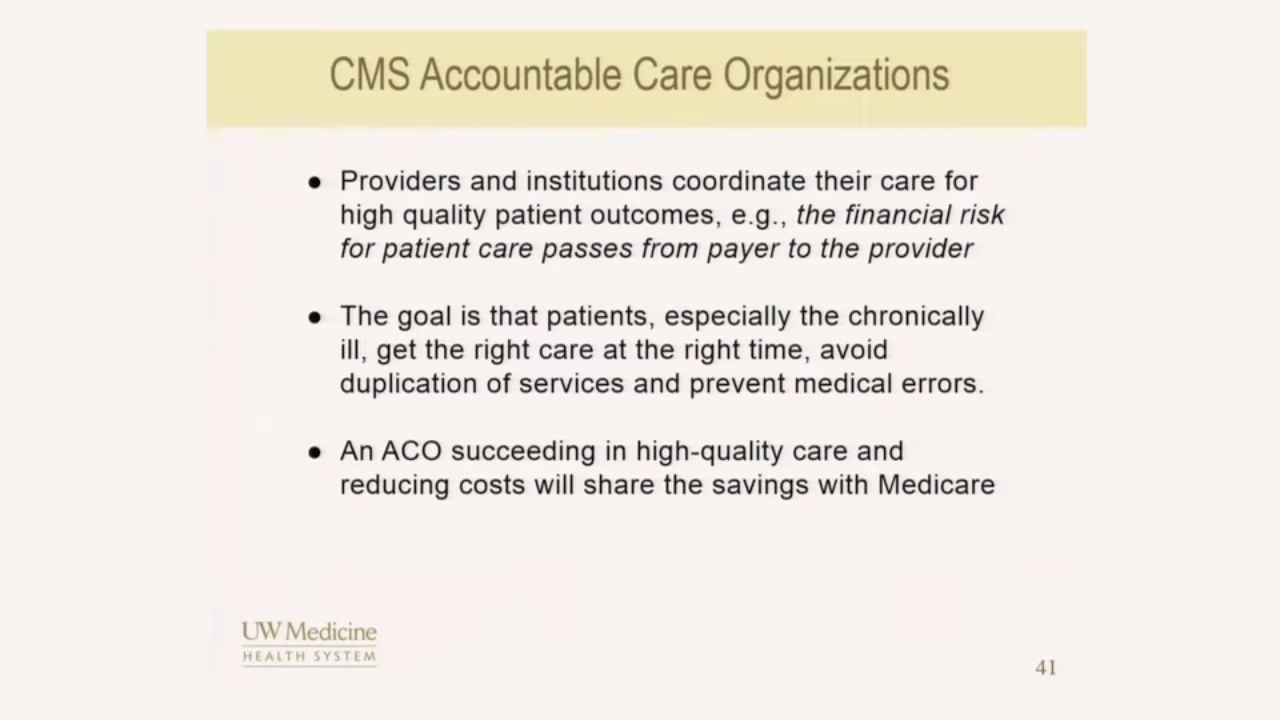 CMS Accountable Care Organizations
● Providers and institutions coordinate their care for
high quality patient outcomes, e.g., the financial risk
for patient care passes from payer to the provider
● The goal is that patients, especially the chronically
ill, get the right care at the right time, avoid
duplication of services and prevent medical errors.
● An ACO succeeding in high-quality care and
reducing costs will share the savings with Medicare
UW Medicine
HEALTH SYSTEM
41